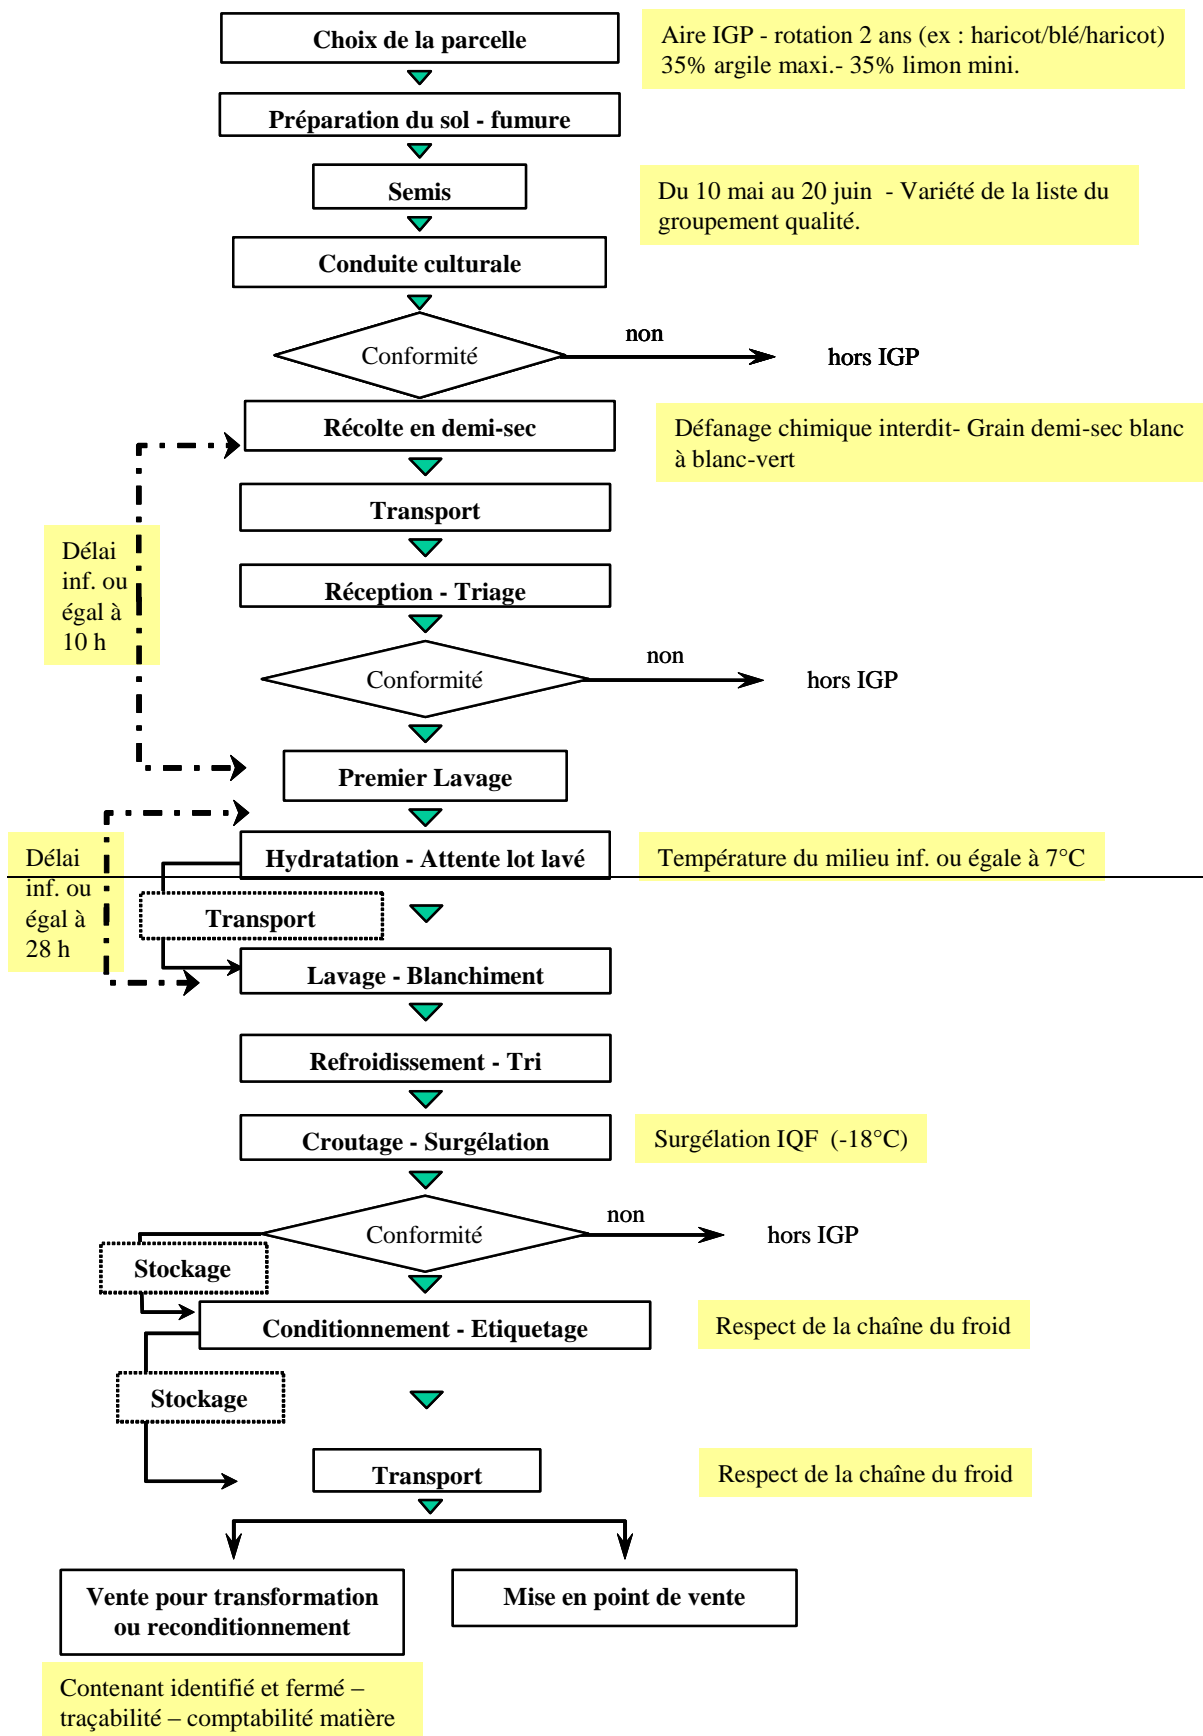 Choix de la parcelle
Aire IGP - rotation 2 ans (ex : haricot/blé/haricot)
35% argile maxi.- 35% limon mini.
Préparation du sol - fumure
Semis
Du 10 mai au 20 juin  - Variété de la liste du
groupement qualité.
Conduite culturale
Conformité
non
hors IGP
Récolte en demi-sec
Défanage chimique interdit- Grain demi-sec blanc
à blanc-vert
Transport
Délai
inf. ou
égal à
10 h
Réception - Triage
Conformité
non
hors IGP
Premier Lavage
Délai
inf. ou
égal à
28 h
Hydratation - Attente lot lavé
Température du milieu inf. ou égale à 7°C
Transport
Lavage - Blanchiment
Refroidissement - Tri
Croutage - Surgélation
Surgélation IQF  (-18°C)
Conformité
non
hors IGP
Stockage
Conditionnement - Etiquetage
Respect de la chaîne du froid
Stockage
Transport
Respect de la chaîne du froid
Vente pour transformation
ou reconditionnement
Mise en point de vente
Contenant identifié et fermé –
traçabilité – comptabilité matière